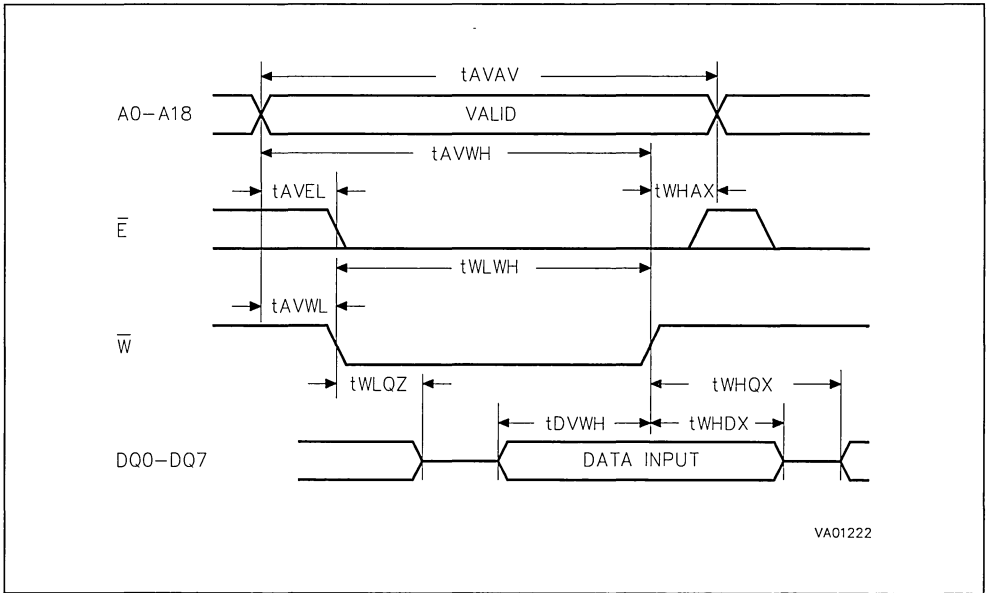 tAVAV
A0-A18
VALID
tAVWH
tAVEL
tWHAX
E̅
tWLWH
tAVWL
W̅
tWLQZ
tWHQX
tDVWH
tWHDX
DQ0-DQ7
DATA INPUT
VA01222